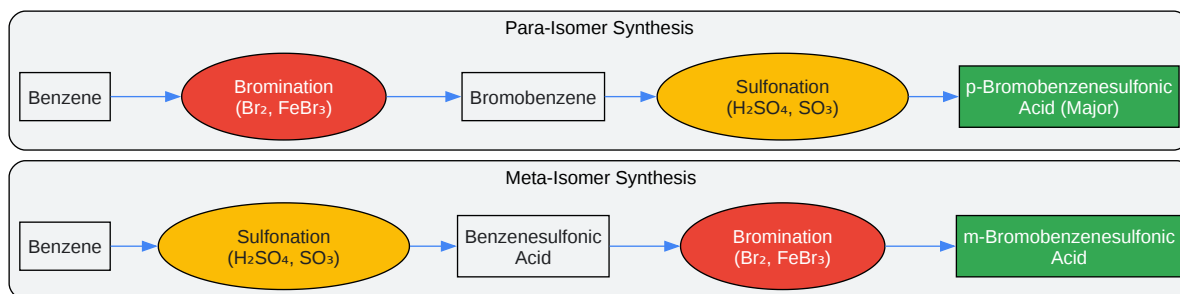 Para-Isomer Synthesis
Benzene
Bromination
(Br₂, FeBr₃)
Bromobenzene
Sulfonation
(H₂SO₄, SO₃)
p-Bromobenzenesulfonic
Acid (Major)
Meta-Isomer Synthesis
Benzene
Sulfonation
(H₂SO₄, SO₃)
Benzenesulfonic
Acid
Bromination
(Br₂, FeBr₃)
m-Bromobenzenesulfonic
Acid